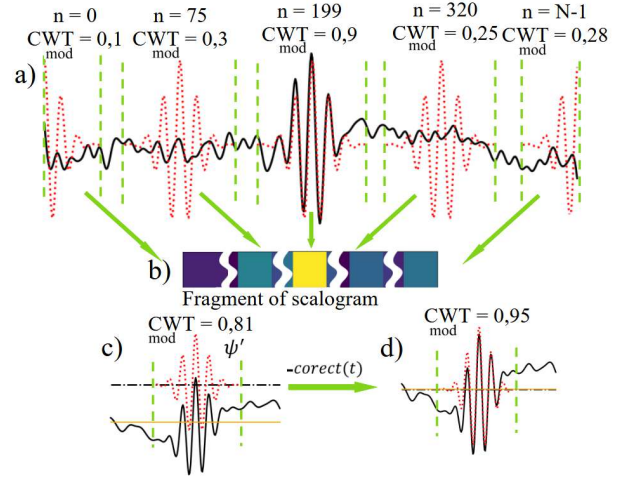 n = 0 n = 75 n = 199 n = 320 n = N-1
CWT = 0,1 CWT = 0,3 CWT = 0,9 CWT = 0,25 CWT = 0,28
mod mod mod mod mod
a)
b)
Fragment of scalogram
CWT = 0,81 CWT = 0,95
mod mod
c) ψ' -corect(t) d)